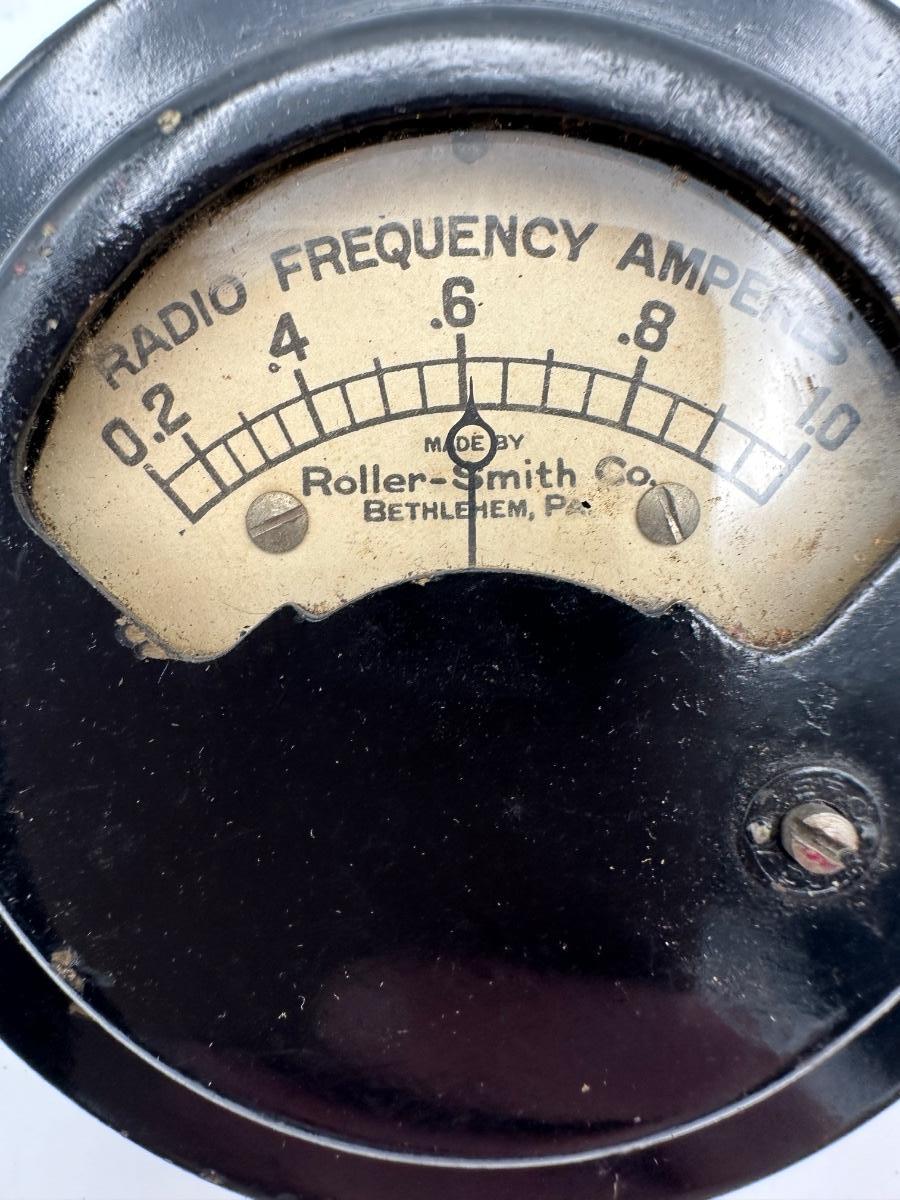 RADIO FREQUENCY AMPERES
0.2 .4 .6 .8 1.0
MADE BY
Roller-Smith Co.
BETHLEHEM, PA.